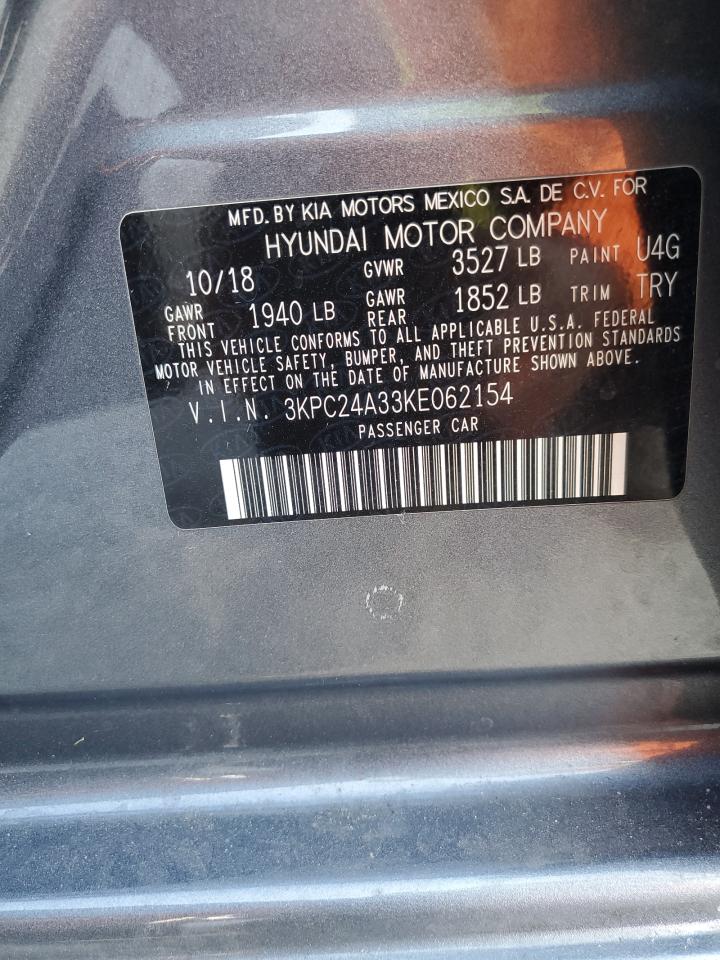 MFD. BY KIA MOTORS MEXICO S.A. DE C.V. FOR
HYUNDAI MOTOR COMPANY
10/18 GVWR 3527 LB PAINT U4G
GAWR FRONT 1940 LB GAWR REAR 1852 LB TRIM TRY
THIS VEHICLE CONFORMS TO ALL APPLICABLE U.S.A. FEDERAL
MOTOR VEHICLE SAFETY, BUMPER, AND THEFT PREVENTION STANDARDS
IN EFFECT ON THE DATE OF MANUFACTURE SHOWN ABOVE.
V.I.N. 3KPC24A33KE062154
PASSENGER CAR